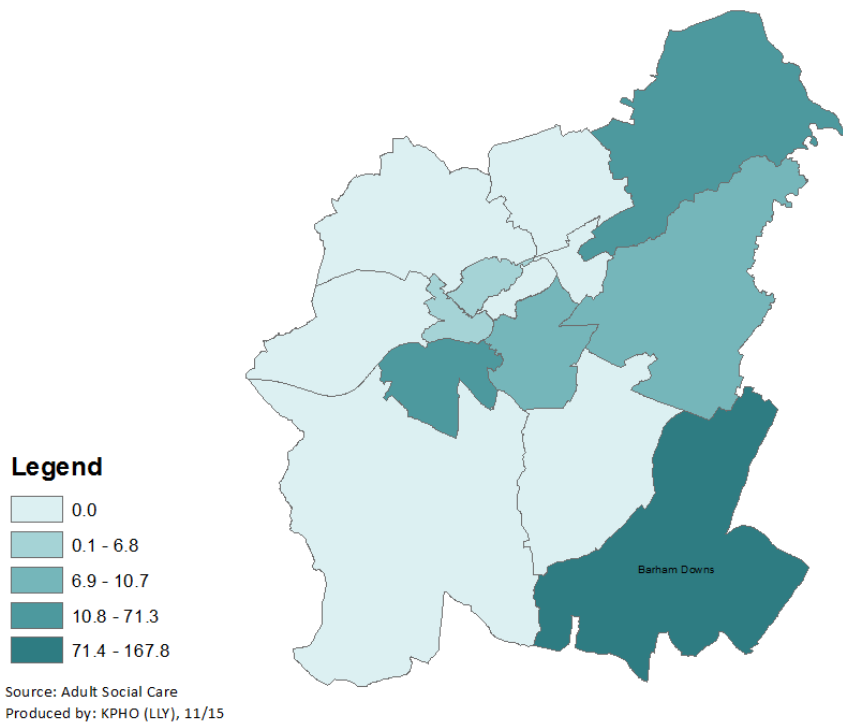 Barham Downs
Legend
0.0
0.1 - 6.8
6.9 - 10.7
10.8 - 71.3
71.4 - 167.8
Source: Adult Social Care
Produced by: KPHO (LLY), 11/15